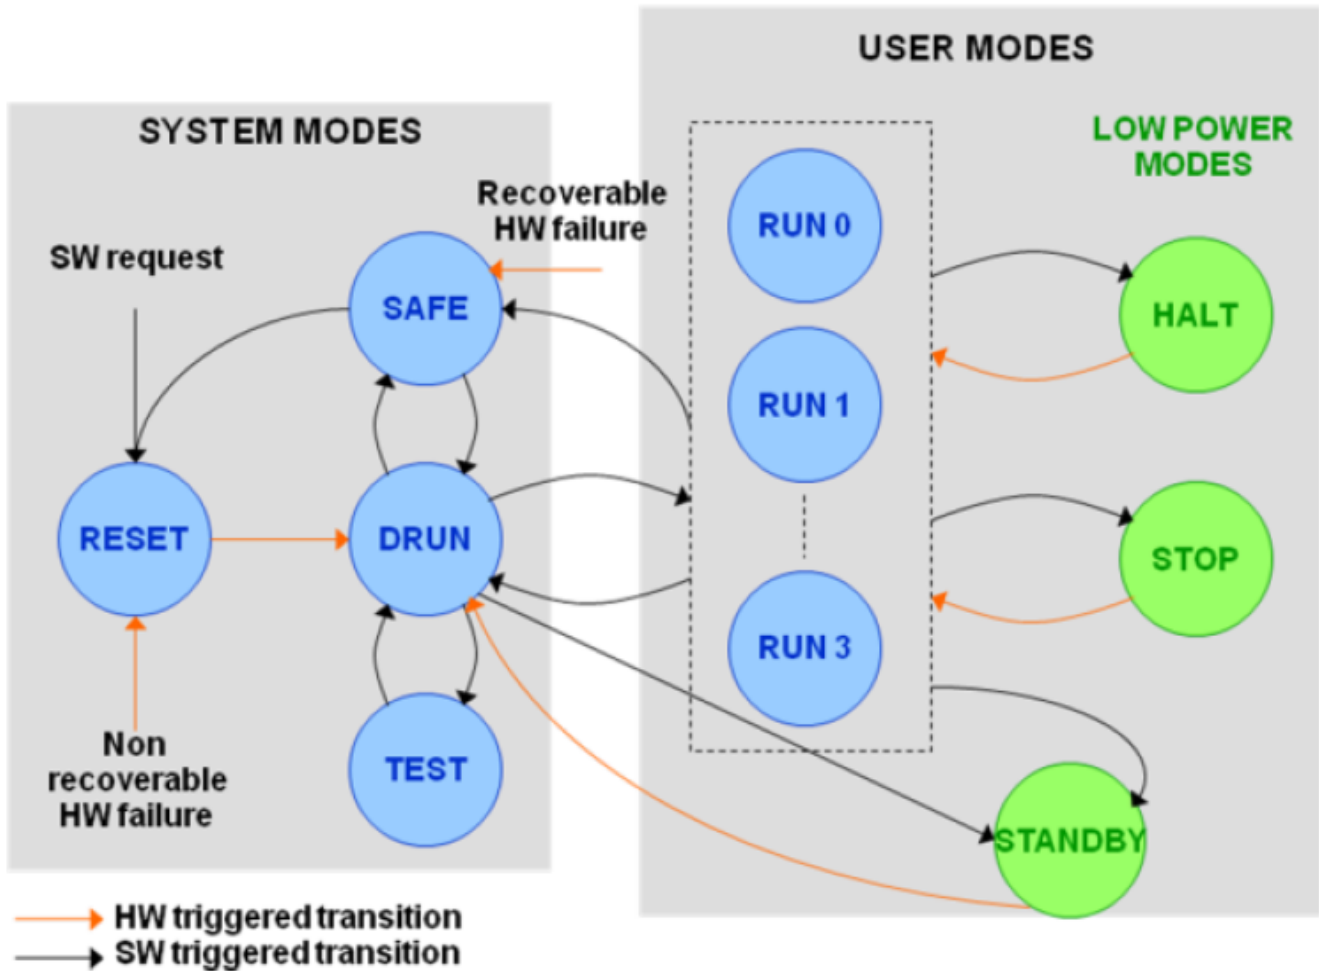 USER MODES
SYSTEM MODES
LOW POWER
MODES
Recoverable
HW failure
SW request
RUN 0
SAFE
HALT
RUN 1
RESET
DRUN
STOP
RUN 3
Non
recoverable
HW failure
TEST
STANDBY
HW triggered transition
SW triggered transition